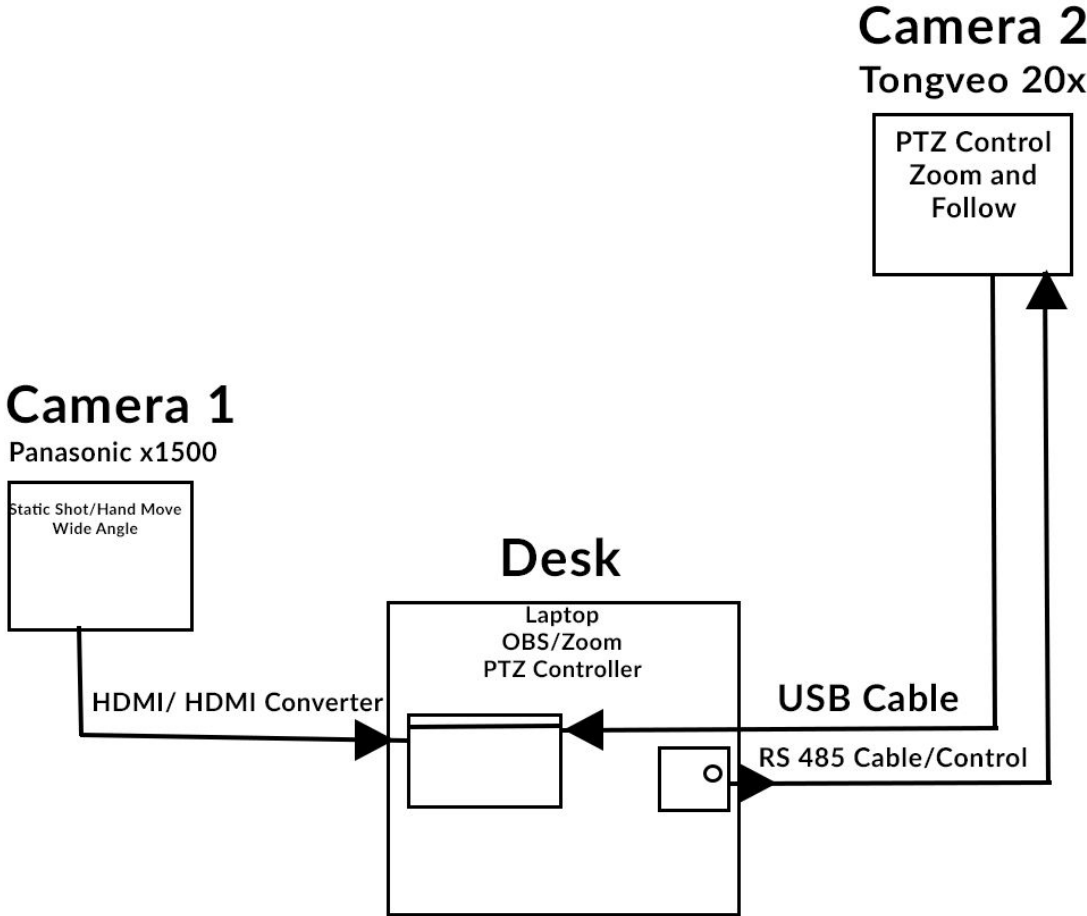 Camera 2
Tongveo 20x
PTZ Control
Zoom and
Follow
Camera 1
Panasonic x1500
Static Shot/Hand Move
Wide Angle
Desk
Laptop
OBS/Zoom
PTZ Controller
HDMI/ HDMI Converter
USB Cable
RS 485 Cable/Control